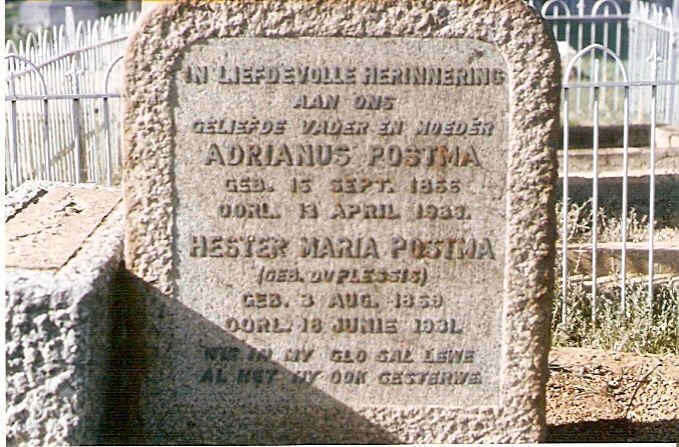 IN LIEFDEVOLLE HERINNERING
AAN ONS
GELIEFDE VADER EN MOEDER
ADRIANUS POSTMA
GEB. 15 SEPT. 1856
OORL. 13 APRIL 1933.
HESTER MARIA POSTMA
(GEB. DU PLESSIS)
GEB. 3 AUG. 1859
OORL. 18 JUNIE 1931.
WIE IN MY GLO SAL LEWE
AL HET HY OOK GESTERWE